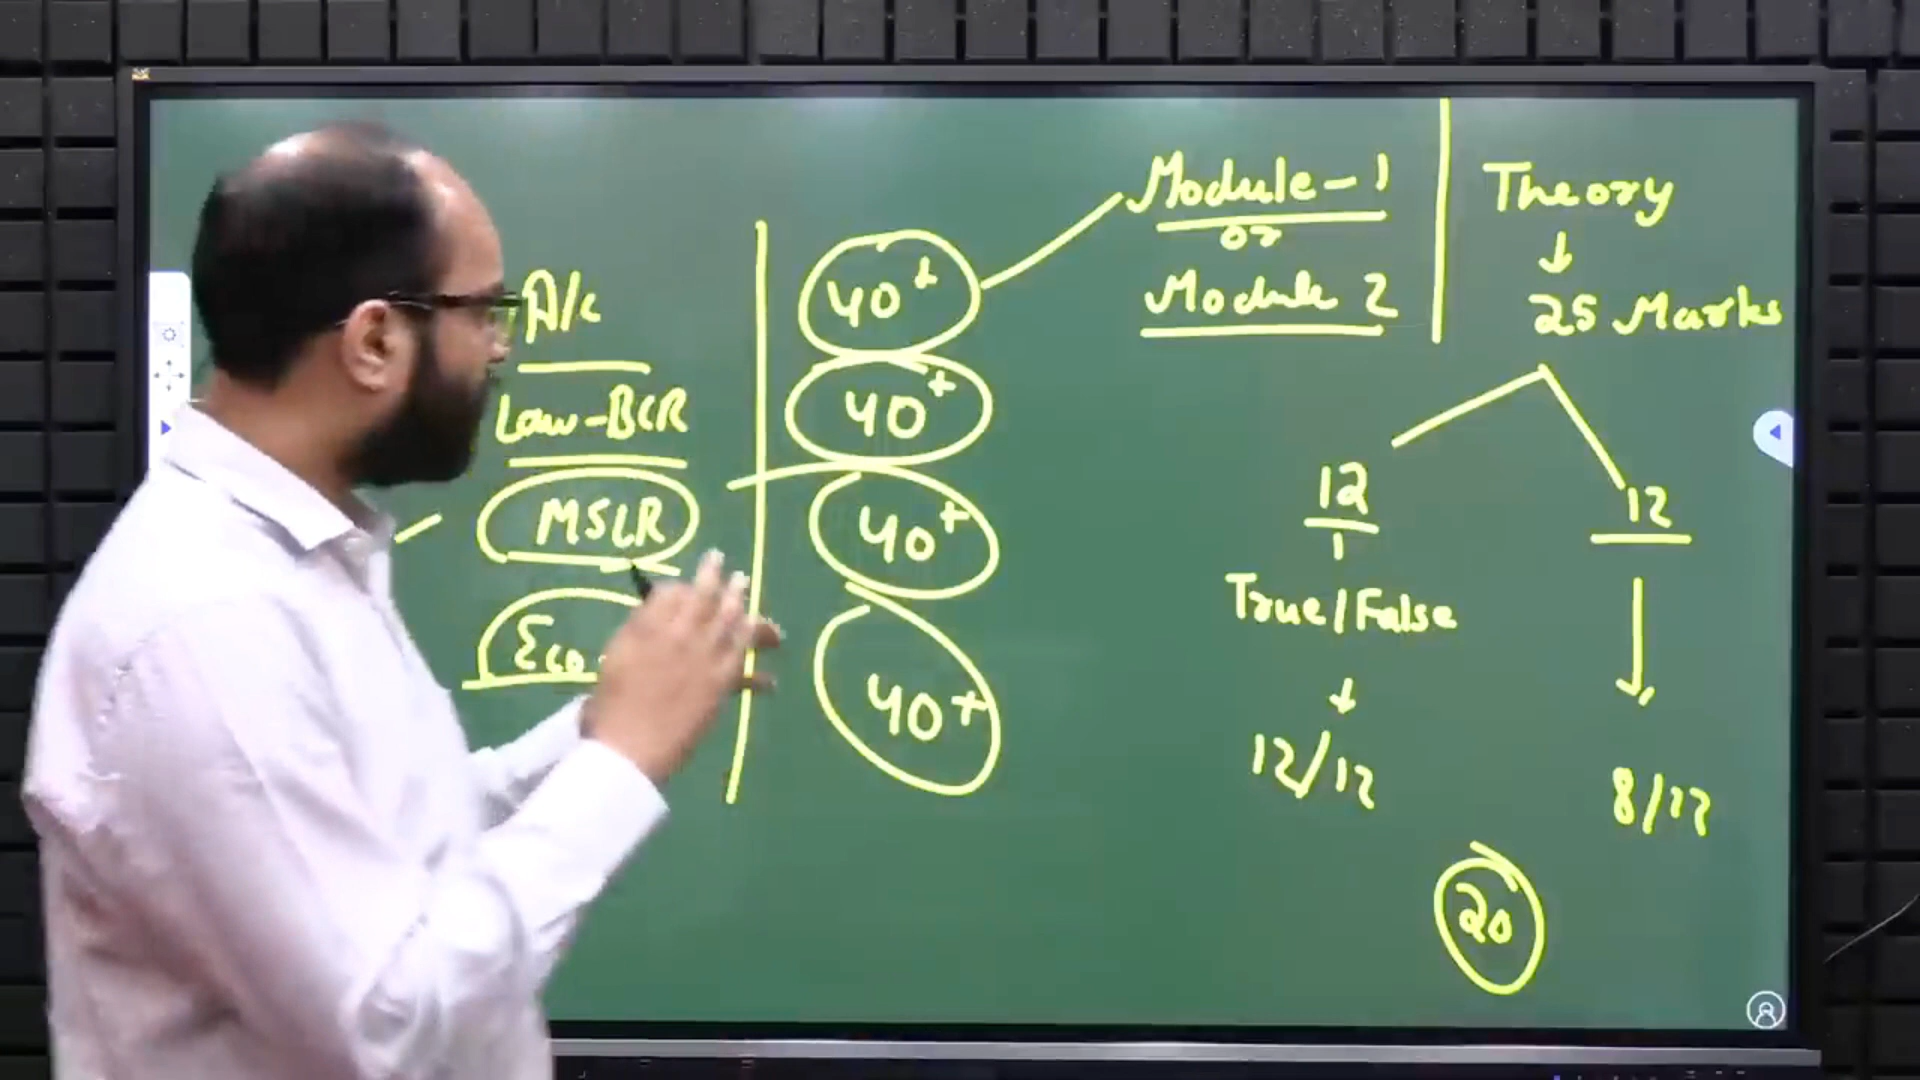 A/c
Law-BCR
MSLR
Eco
40+
40+
40+
40+
Module-1
or
Module 2
Theory
↓
25 Marks
12
True/False
↓
12/12
12
↓
8/12
20